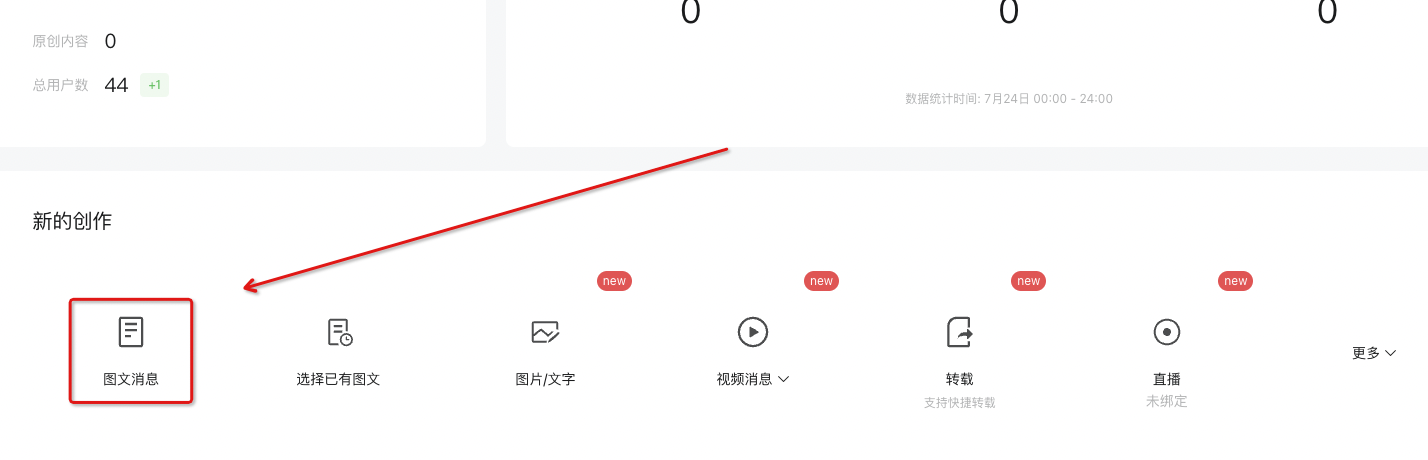 0 0 0
原创内容 0
总用户数 44 +1
数据统计时间: 7月24日 00:00 - 24:00
新的创作
new new new new
图文消息 选择已有图文 图片/文字 视频消息 转载 直播 更多
支持快捷转载 未绑定